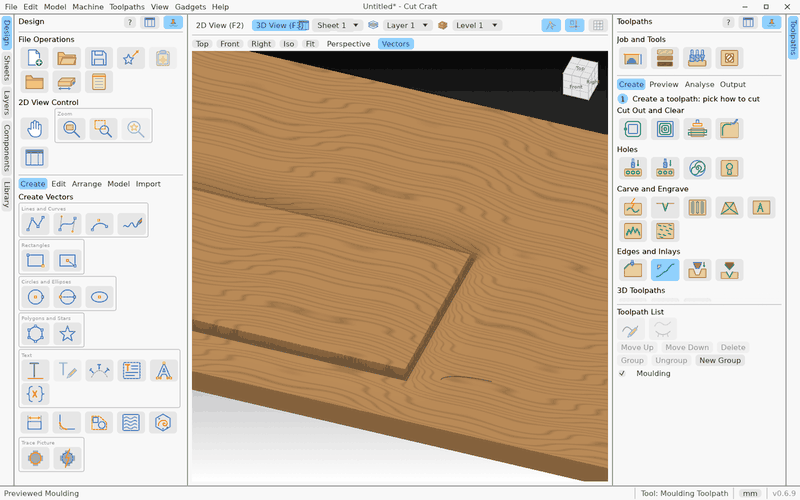 Untitled* - Cut Craft
File Edit Model Machine Toolpaths View Gadgets Help
Design
Sheets
Layers
Components
Library
Design
?
File Operations
2D View Control
Zoom
Create Edit Arrange Model Import
Create Vectors
Lines and Curves
Rectangles
Circles and Ellipses
Polygons and Stars
Text
Trace Picture
2D View (F2) 3D View (F3) Sheet 1 Layer 1 Level 1
Top Front Right Iso Fit Perspective Vectors
Top
Front
Right
Toolpaths
?
Toolpaths
Job and Tools
Create Preview Analyse Output
1 Create a toolpath: pick how to cut
Cut Out and Clear
Holes
Carve and Engrave
Edges and Inlays
3D Toolpaths
Toolpath List
Move Up Move Down Delete
Group Ungroup New Group
Moulding
Previewed Moulding
Tool: Moulding Toolpath mm v0.6.9